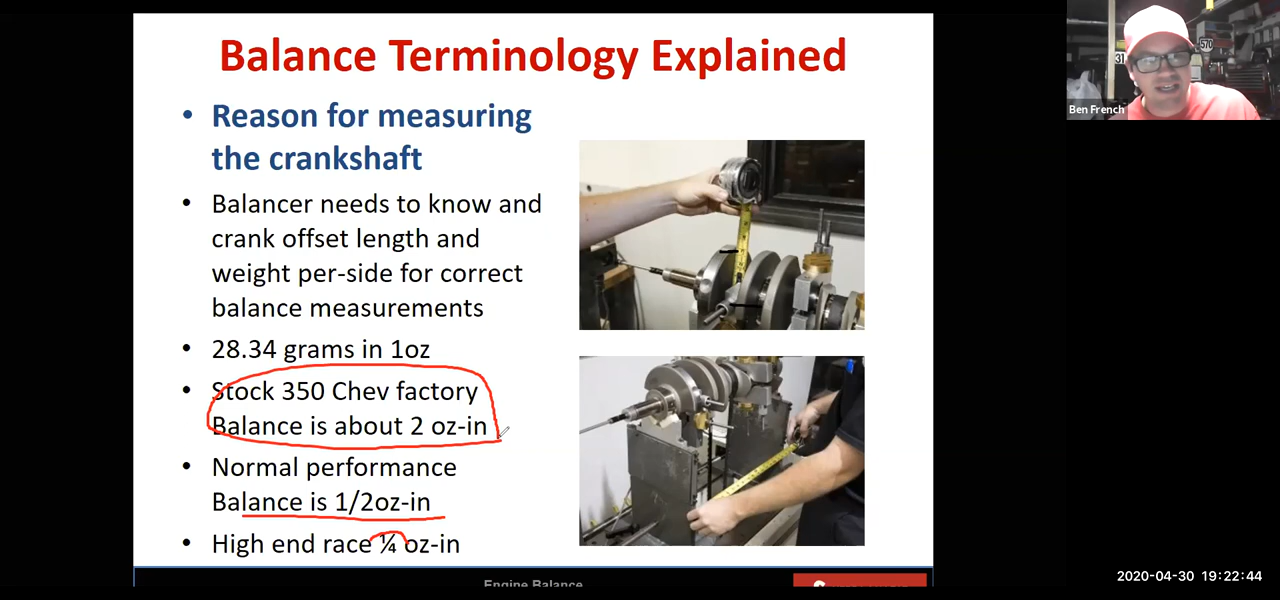 Balance Terminology Explained
• Reason for measuring
the crankshaft
• Balancer needs to know and
crank offset length and
weight per-side for correct
balance measurements
• 28.34 grams in 1oz
• Stock 350 Chev factory
Balance is about 2 oz-in
• Normal performance
Balance is 1/2oz-in
• High end race ¼ oz-in
Engine Balance
31
570
Ben French
2020-04-30 19:22:44